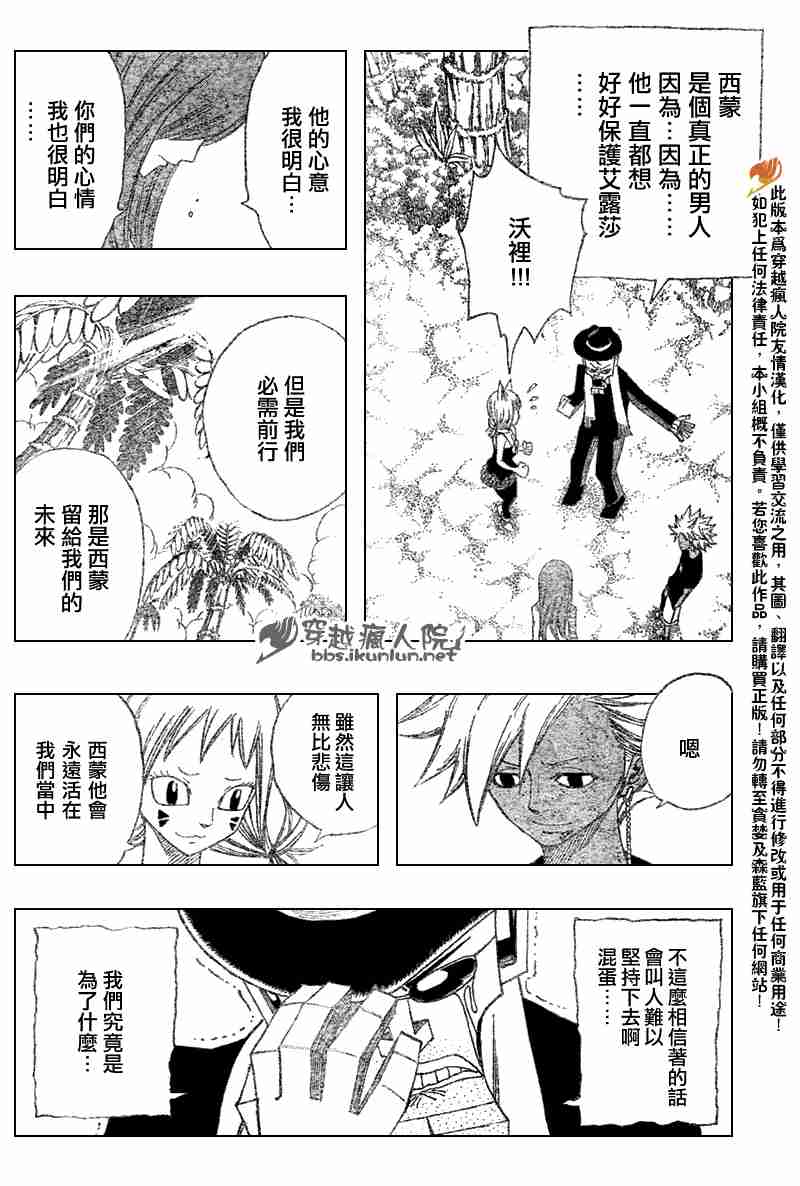 西蒙
是個真正的男人
因為…因為……
他一直都想
好好保護艾露莎
……
沃裡
!!!
他的心意
我很明白…
你們的心情
我也很明白
……
但是我們
必需前行
那是西蒙
留給我們的
未來
穿越瘋人院
bbs.ikunlun.net
嗯
雖然這讓人
無比悲傷
西蒙他會
永遠活在
我們當中
不這麼相信著的話
會叫人難以
堅持下去啊
混蛋……
我們究竟是
為了什麼…
此版本爲穿越瘋人院友情漢化，僅供學習交流之用，其圖、翻譯以及任何部分不得進行修改或用于任何商業用途！
如犯上任何法律責任，本小組概不負責。若您喜歡此作品，請購買正版！請勿轉至貪婪及森藍旗下任何網站！